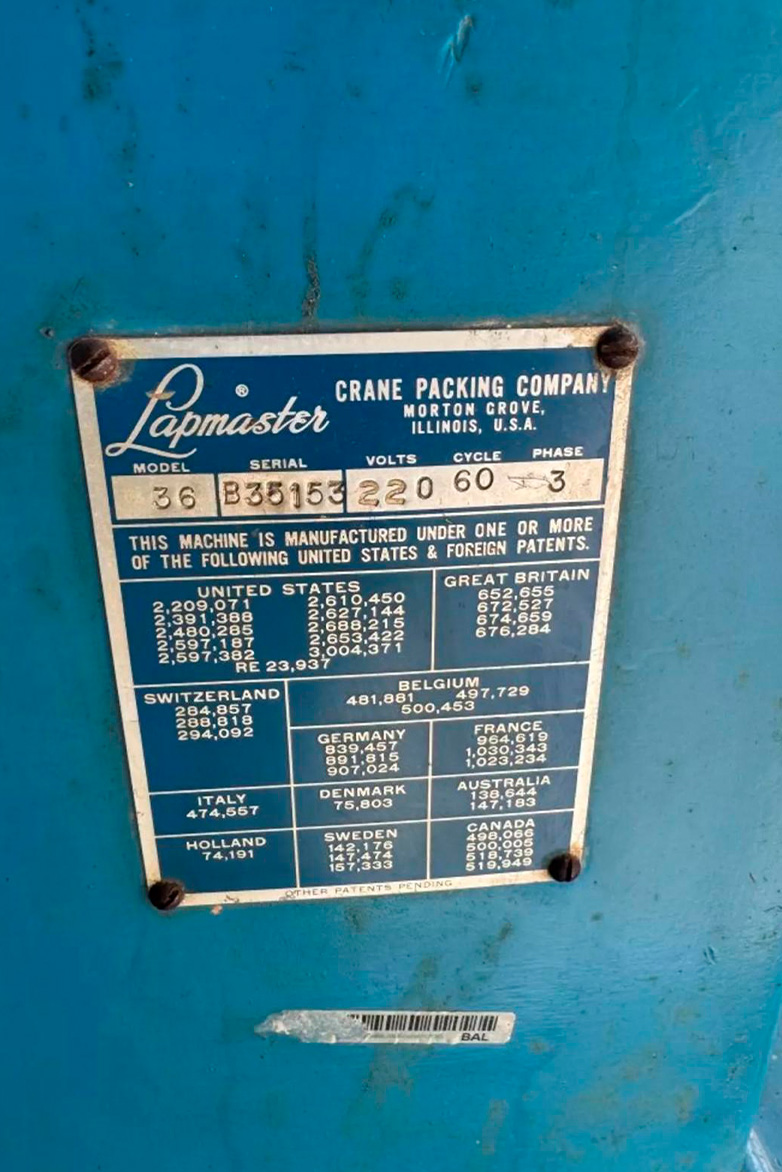 Lapmaster ®
CRANE PACKING COMPANY
MORTON GROVE,
ILLINOIS, U.S.A.
MODEL SERIAL VOLTS CYCLE PHASE
36 B35153 220 60 3
THIS MACHINE IS MANUFACTURED UNDER ONE OR MORE
OF THE FOLLOWING UNITED STATES & FOREIGN PATENTS.
UNITED STATES
2,209,071 2,610,450
2,391,388 2,627,144
2,480,285 2,688,215
2,597,187 2,653,422
2,597,382 3,004,371
RE 23,937
GREAT BRITAIN
652,655
672,527
674,659
676,284
SWITZERLAND
284,857
288,818
294,092
BELGIUM
481,881 497,729
500,453
GERMANY
839,457
891,815
907,024
FRANCE
964,619
1,030,343
1,023,234
ITALY
474,557
DENMARK
75,803
AUSTRALIA
138,644
147,183
HOLLAND
74,191
SWEDEN
142,176
147,474
157,333
CANADA
498,066
500,005
518,739
519,949
OTHER PATENTS PENDING
BAL